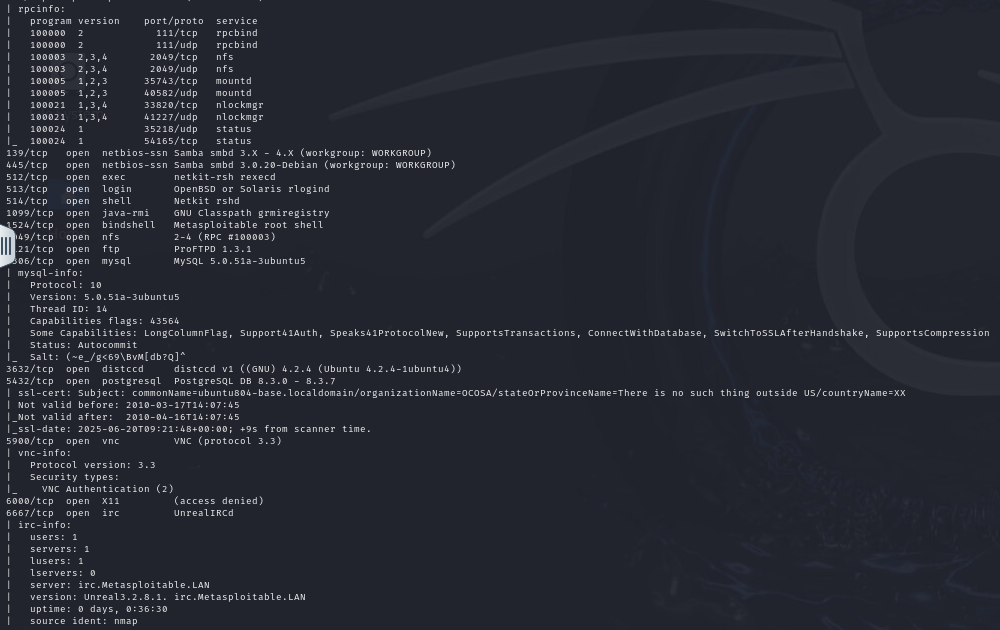 | rpcinfo:
|   program version    port/proto  service
|   100000  2            111/tcp   rpcbind
|   100000  2            111/udp   rpcbind
|   100003  2,3,4       2049/tcp   nfs
|   100003  2,3,4       2049/udp   nfs
|   100005  1,2,3      35743/tcp   mountd
|   100005  1,2,3      40582/udp   mountd
|   100021  1,3,4      33820/tcp   nlockmgr
|   100021  1,3,4      41227/udp   nlockmgr
|   100024  1          35218/udp   status
|_  100024  1          54165/tcp   status
139/tcp   open  netbios-ssn Samba smbd 3.X - 4.X (workgroup: WORKGROUP)
445/tcp   open  netbios-ssn Samba smbd 3.0.20-Debian (workgroup: WORKGROUP)
512/tcp   open  exec        netkit-rsh rexecd
513/tcp   open  login       OpenBSD or Solaris rlogind
514/tcp   open  shell       Netkit rshd
1099/tcp  open  java-rmi    GNU Classpath grmiregistry
1524/tcp  open  bindshell   Metasploitable root shell
049/tcp  open  nfs         2-4 (RPC #100003)
121/tcp  open  ftp         ProFTPD 1.3.1
306/tcp  open  mysql       MySQL 5.0.51a-3ubuntu5
| mysql-info:
|   Protocol: 10
|   Version: 5.0.51a-3ubuntu5
|   Thread ID: 14
|   Capabilities flags: 43564
|   Some Capabilities: LongColumnFlag, Support41Auth, Speaks41ProtocolNew, SupportsTransactions, ConnectWithDatabase, SwitchToSSLAfterHandshake, SupportsCompression
|   Status: Autocommit
|_  Salt: (~e_/g<69\BvM[db?Q]^
3632/tcp  open  distccd     distccd v1 ((GNU) 4.2.4 (Ubuntu 4.2.4-1ubuntu4))
5432/tcp  open  postgresql  PostgreSQL DB 8.3.0 - 8.3.7
| ssl-cert: Subject: commonName=ubuntu804-base.localdomain/organizationName=OCOSA/stateOrProvinceName=There is no such thing outside US/countryName=XX
| Not valid before: 2010-03-17T14:07:45
|_Not valid after:  2010-04-16T14:07:45
|_ssl-date: 2025-06-20T09:21:48+00:00; +9s from scanner time.
5900/tcp  open  vnc         VNC (protocol 3.3)
| vnc-info:
|   Protocol version: 3.3
|   Security types:
|_    VNC Authentication (2)
6000/tcp  open  X11         (access denied)
6667/tcp  open  irc         UnrealIRCd
| irc-info:
|   users: 1
|   servers: 1
|   lusers: 1
|   lservers: 0
|   server: irc.Metasploitable.LAN
|   version: Unreal3.2.8.1. irc.Metasploitable.LAN
|   uptime: 0 days, 0:36:30
|   source ident: nmap